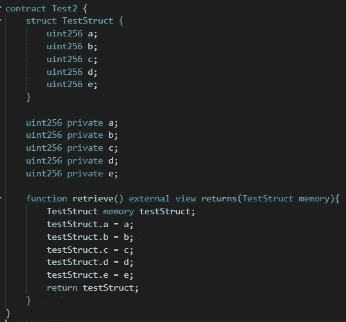 contract Test2 {
struct TestStruct {
uint256 a;
uint256 b;
uint256 c;
uint256 d;
uint256 e;
}
uint256 private a;
uint256 private b;
uint256 private c;
uint256 private d;
uint256 private e;
function retrieve() external view returns(TestStruct memory){
TestStruct memory testStruct;
testStruct.a = a;
testStruct.b = b;
testStruct.c = c;
testStruct.d = d;
testStruct.e = e;
return testStruct;
}
}